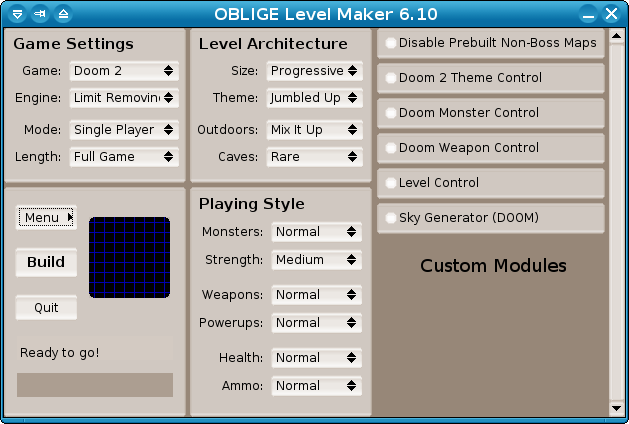 OBLIGE Level Maker 6.10
Game Settings
Game: Doom 2
Engine: Limit Removin
Mode: Single Player
Length: Full Game
Level Architecture
Size: Progressive
Theme: Jumbled Up
Outdoors: Mix It Up
Caves: Rare
Disable Prebuilt Non-Boss Maps
Doom 2 Theme Control
Doom Monster Control
Doom Weapon Control
Level Control
Sky Generator (DOOM)
Custom Modules
Menu
Build
Quit
Ready to go!
Playing Style
Monsters: Normal
Strength: Medium
Weapons: Normal
Powerups: Normal
Health: Normal
Ammo: Normal